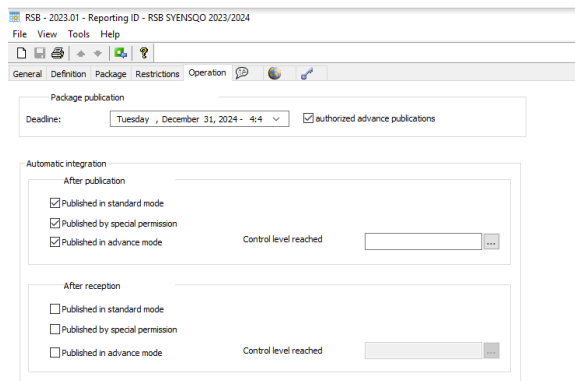 RSB - 2023.01 - Reporting ID - RSB SYENSQO 2023/2024
File View Tools Help
General Definition Package Restrictions Operation
Package publication
Deadline: Tuesday , December 31, 2024 - 4:4 authorized advance publications
Automatic integration
After publication
Published in standard mode
Published by special permission
Published in advance mode Control level reached ...
After reception
Published in standard mode
Published by special permission
Published in advance mode Control level reached ...